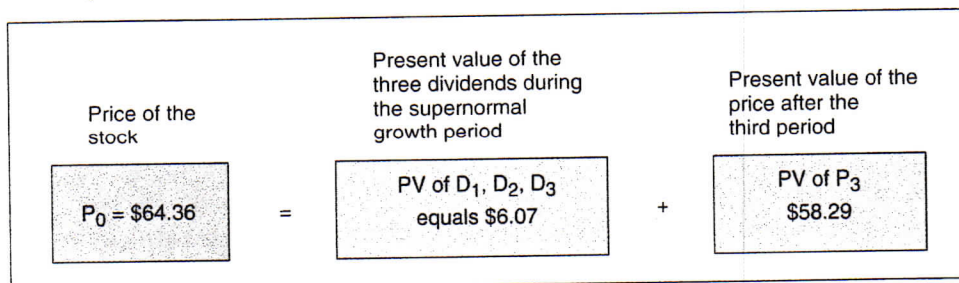 Price of the
stock
P₀ = $64.36
=
Present value of the
three dividends during
the supernormal
growth period
PV of D₁, D₂, D₃
equals $6.07
+
Present value of the
price after the
third period
PV of P₃
$58.29